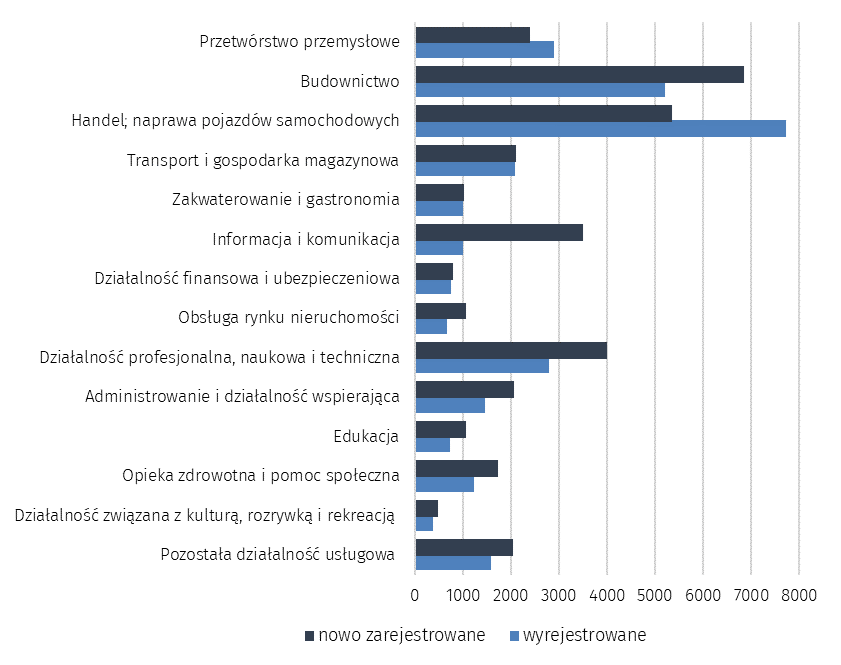 Przetwórstwo przemysłowe
Budownictwo
Handel; naprawa pojazdów samochodowych
Transport i gospodarka magazynowa
Zakwaterowanie i gastronomia
Informacja i komunikacja
Działalność finansowa i ubezpieczeniowa
Obsługa rynku nieruchomości
Działalność profesjonalna, naukowa i techniczna
Administrowanie i działalność wspierająca
Edukacja
Opieka zdrowotna i pomoc społeczna
Działalność związana z kulturą, rozrywką i rekreacją
Pozostała działalność usługowa
0 1000 2000 3000 4000 5000 6000 7000 8000
nowo zarejestrowane wyrejestrowane